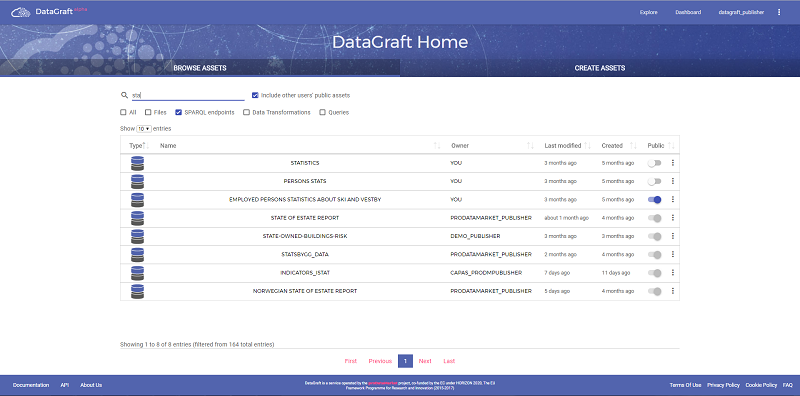 DataGraft
Explore Dashboard datagraft_publisher
DataGraft Home
BROWSE ASSETS CREATE ASSETS
sta Include other users' public assets
All Files SPARQL endpoints Data Transformations Queries
Show 10 entries
Type Name Owner Last modified Created Public
STATISTICS YOU 3 months ago 5 months ago
PERSONS STATS YOU 3 months ago 5 months ago
EMPLOYED PERSONS STATISTICS ABOUT SKI AND VESTBY YOU 3 months ago 5 months ago
STATE OF ESTATE REPORT PRODATAMARKET_PUBLISHER about 1 month ago 4 months ago
STATE-OWNED-BUILDINGS-RISK DEMO_PUBLISHER 3 months ago 3 months ago
STATSBYGG_DATA PRODATAMARKET_PUBLISHER 2 months ago 4 months ago
INDICATORS_ISTAT CAPAS_PRODMPUBLISHER 7 days ago 11 days ago
NORWEGIAN STATE OF ESTATE REPORT PRODATAMARKET_PUBLISHER 5 days ago 4 months ago
Showing 1 to 8 of 8 entries (filtered from 164 total entries)
First Previous 1 Next Last
Documentation API About Us
DataGraft is a service operated by the project, co-funded by the EC under HORIZON 2020, The EU
Framework Programme for Research and Innovation (2015-2017)
Terms Of Use Privacy Policy Cookie Policy FAQ